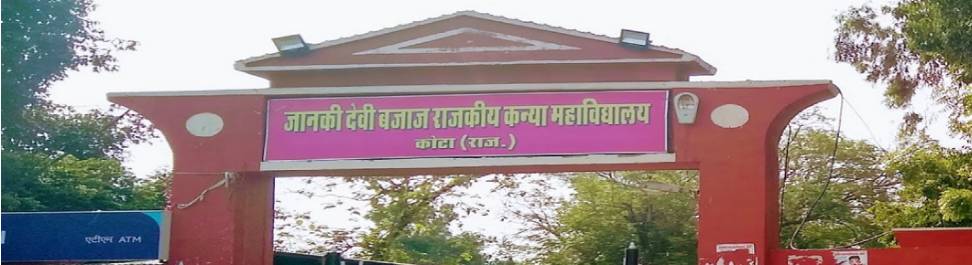 जानकी देवी बजाज राजकीय कन्या महाविद्यालय
कोटा (राज.)
एटीएम ATM